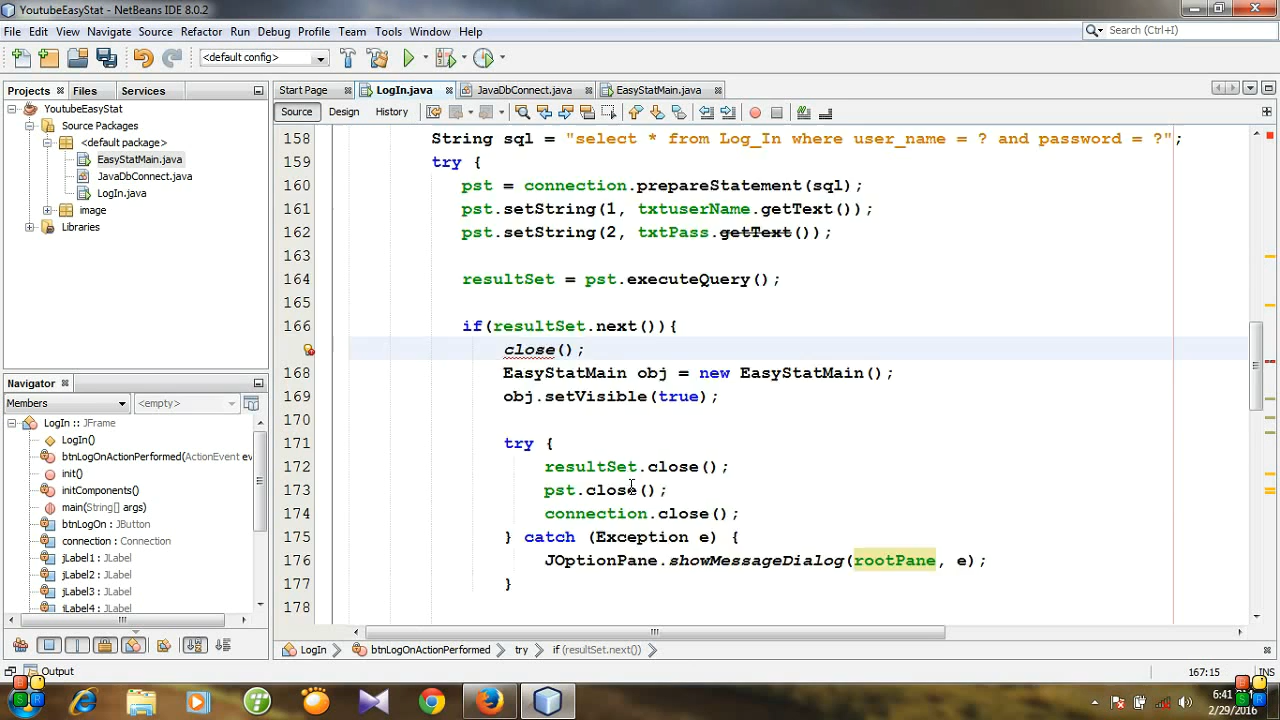 YoutubeEasyStat - NetBeans IDE 8.0.2
File Edit View Navigate Source Refactor Run Debug Profile Team Tools Window Help
Search (Ctrl+I)
<default config>
Projects Files Services
Start Page LogIn.java JavaDbConnect.java EasyStatMain.java
Source Design History
YoutubeEasyStat
Source Packages
<default package>
EasyStatMain.java
JavaDbConnect.java
LogIn.java
image
Libraries
158 String sql = "select * from Log_In where user_name = ? and password = ?";
159 try {
160 pst = connection.prepareStatement(sql);
161 pst.setString(1, txtuserName.getText());
162 pst.setString(2, txtPass.getText());
163
164 resultSet = pst.executeQuery();
165
166 if(resultSet.next()){
close();
168 EasyStatMain obj = new EasyStatMain();
169 obj.setVisible(true);
170
171 try {
172 resultSet.close();
173 pst.close();
174 connection.close();
175 } catch (Exception e) {
176 JOptionPane.showMessageDialog(rootPane, e);
177 }
178
Navigator
Members <empty>
LogIn :: JFrame
LogIn()
btnLogOnActionPerformed(ActionEvent ev
init()
initComponents()
main(String[] args)
btnLogOn : JButton
connection : Connection
jLabel1 : JLabel
jLabel2 : JLabel
jLabel3 : JLabel
jLabel4 : JLabel
LogIn btnLogOnActionPerformed try if (resultSet.next())
Output
167:15 INS
6:41
2/29/2016